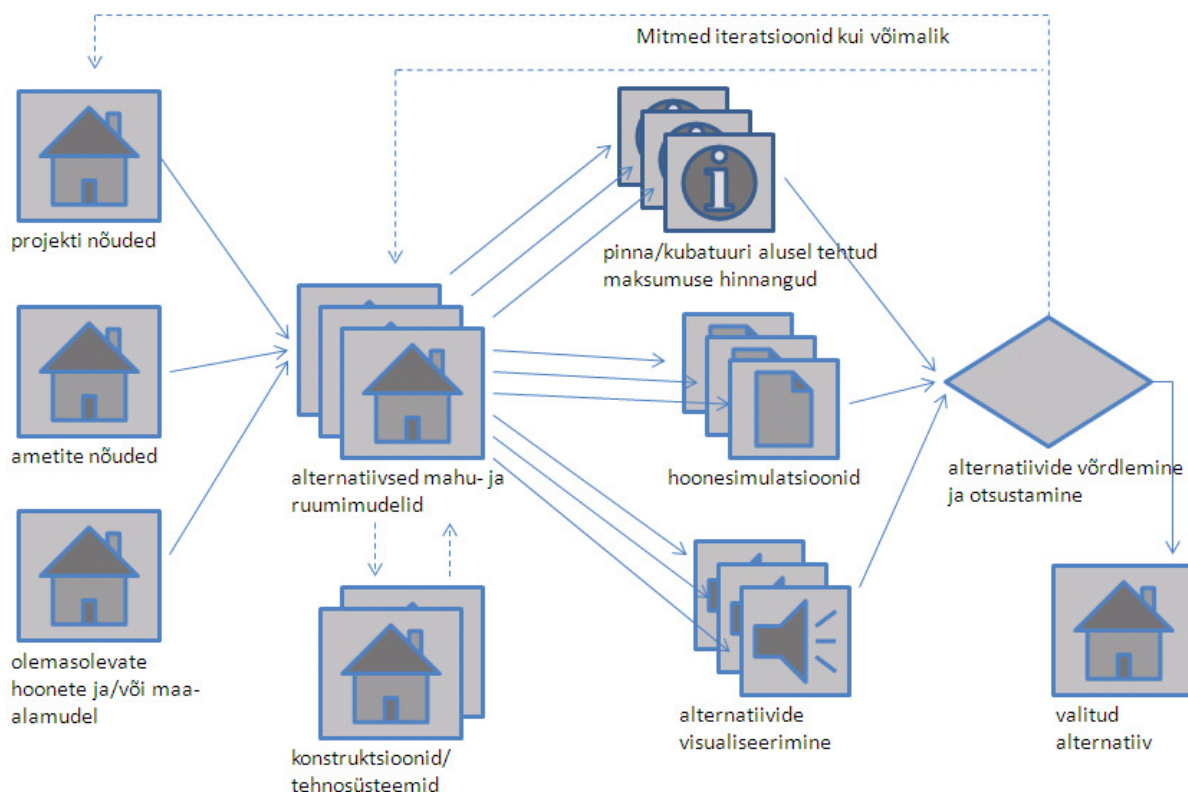 Mitmed iteratsioonid kui võimalik
projekti nõuded
ametite nõuded
olemasolevate
hoonete ja/või maa-
alamudel
alternatiivsed mahu- ja
ruumimudelid
konstruktsioonid/
tehnosüsteemid
pinna/kubatuuri alusel tehtud
maksumuse hinnangud
hoonesimulatsioonid
alternatiivide
visualiseerimine
alternatiivide võrdlemine
ja otsustamine
valitud
alternatiiv